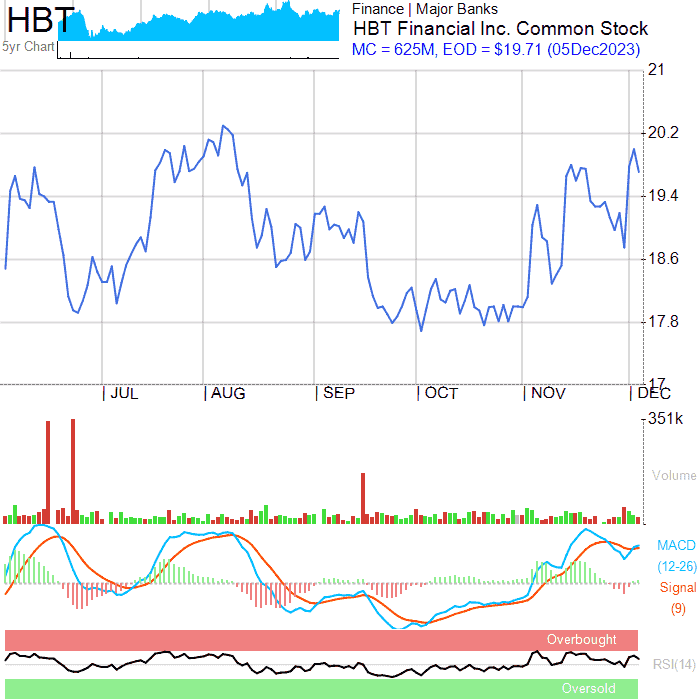 HBT
5yr Chart
Finance | Major Banks
HBT Financial Inc. Common Stock
MC = 625M, EOD = $19.71 (05Dec2023)
21
20.2
19.4
18.6
17.8
17
| JUL | AUG | SEP | OCT | NOV | DEC
351k
Volume
MACD
(12-26)
Signal
(9)
Overbought
RSI(14)
Oversold